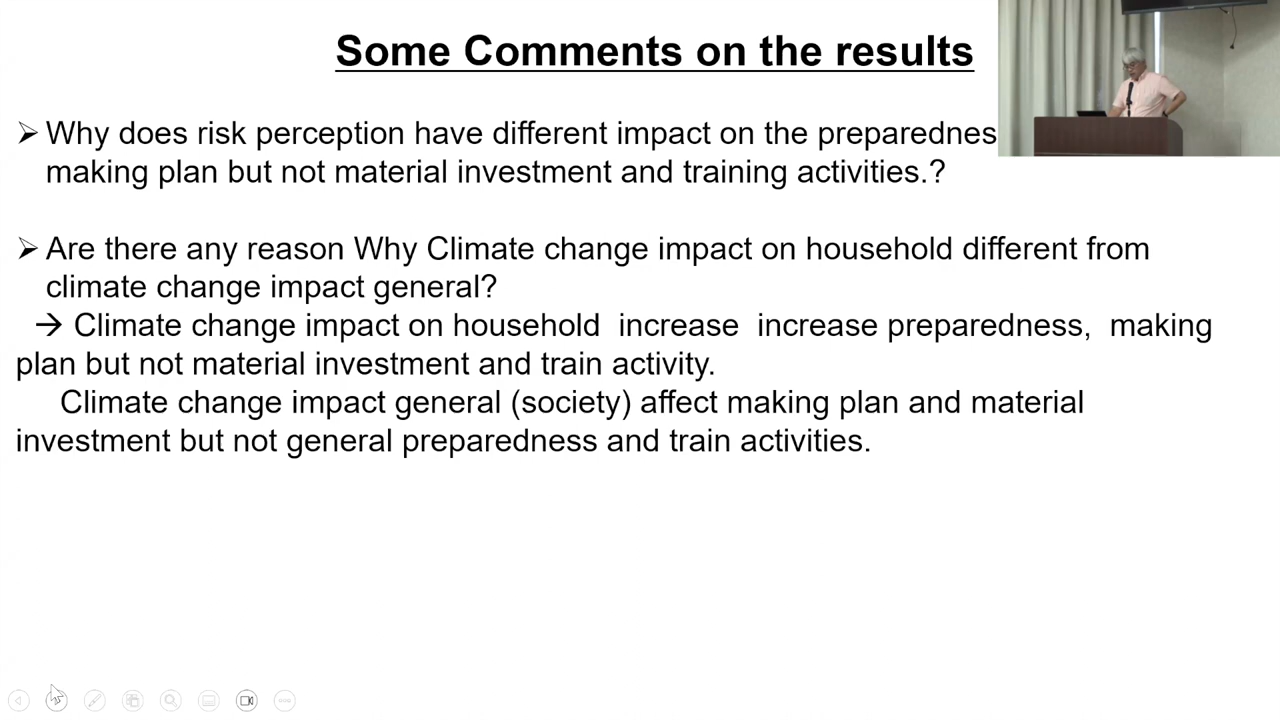 Some Comments on the results
➢ Why does risk perception have different impact on the
making plan but not material investment and training activities.?
➢ Are there any reason Why Climate change impact on household different from
climate change impact general?
→ Climate change impact on household increase increase preparedness, making
plan but not material investment and train activity.
Climate change impact general (society) affect making plan and material
investment but not general preparedness and train activities.